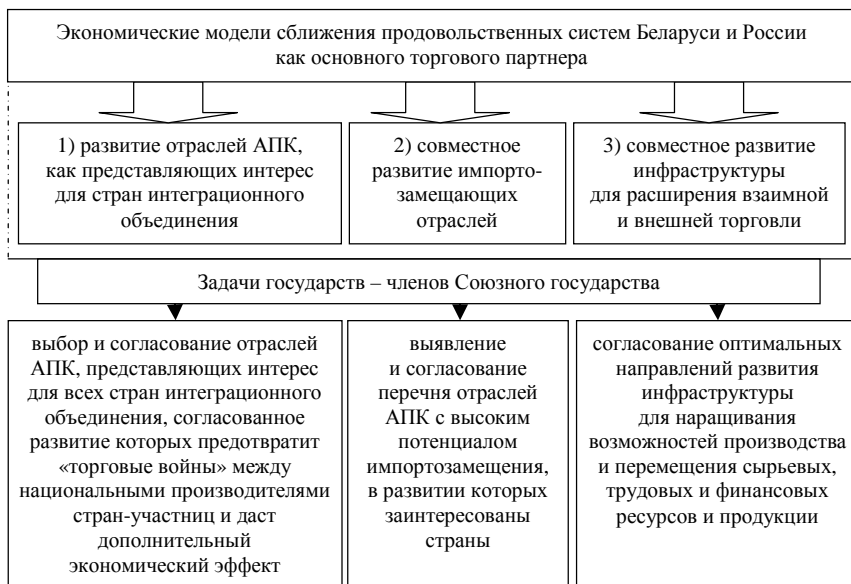 Экономические модели сближения продовольственных систем Беларуси и России
как основного торгового партнера
1) развитие отраслей АПК,
как представляющих интерес
для стран интеграционного
объединения
2) совместное
развитие импорто-
замещающих
отраслей
3) совместное развитие
инфраструктуры
для расширения взаимной
и внешней торговли
Задачи государств – членов Союзного государства
выбор и согласование отраслей
АПК, представляющих интерес
для всех стран интеграционного
объединения, согласованное
развитие которых предотвратит
«торговые войны» между
национальными производителями
стран-участниц и даст
дополнительный
экономический эффект
выявление
и согласование
перечня отраслей
АПК с высоким
потенциалом
импортозамещения,
в развитии которых
заинтересованы
страны
согласование оптимальных
направлений развития
инфраструктуры
для наращивания
возможностей производства
и перемещения сырьевых,
трудовых и финансовых
ресурсов и продукции